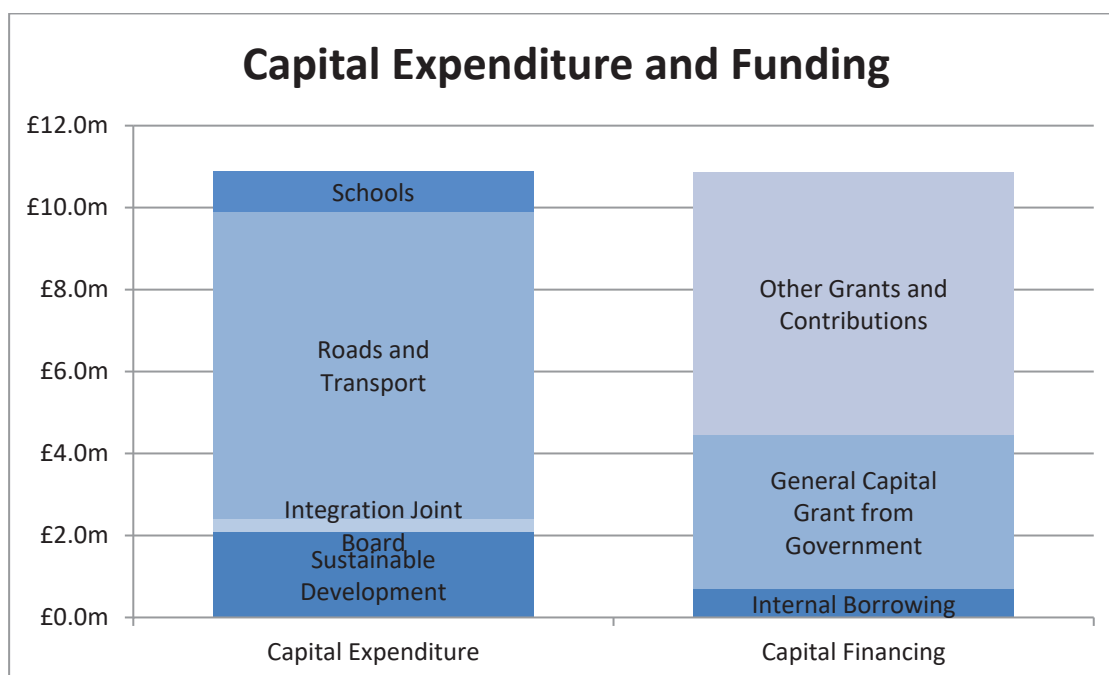 Capital Expenditure and Funding
£12.0m
£10.0m
£8.0m
£6.0m
£4.0m
£2.0m
£0.0m
Schools
Roads and
Transport
Integration Joint
Board
Sustainable
Development
Other Grants and
Contributions
General Capital
Grant from
Government
Internal Borrowing
Capital Expenditure
Capital Financing